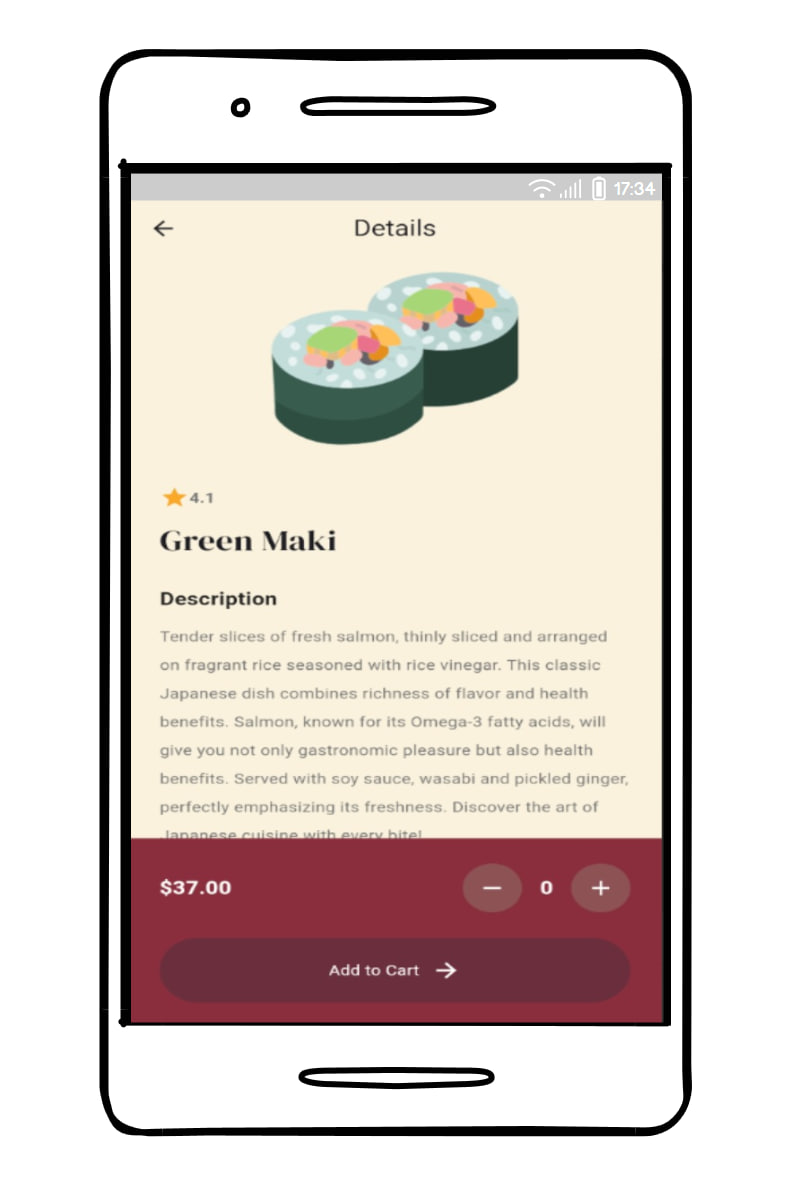 17:34
Details
4.1
Green Maki
Description
Tender slices of fresh salmon, thinly sliced and arranged
on fragrant rice seasoned with rice vinegar. This classic
Japanese dish combines richness of flavor and health
benefits. Salmon, known for its Omega-3 fatty acids, will
give you not only gastronomic pleasure but also health
benefits. Served with soy sauce, wasabi and pickled ginger,
perfectly emphasizing its freshness. Discover the art of
Japanese cuisine with every bite!
$37.00
0
Add to Cart